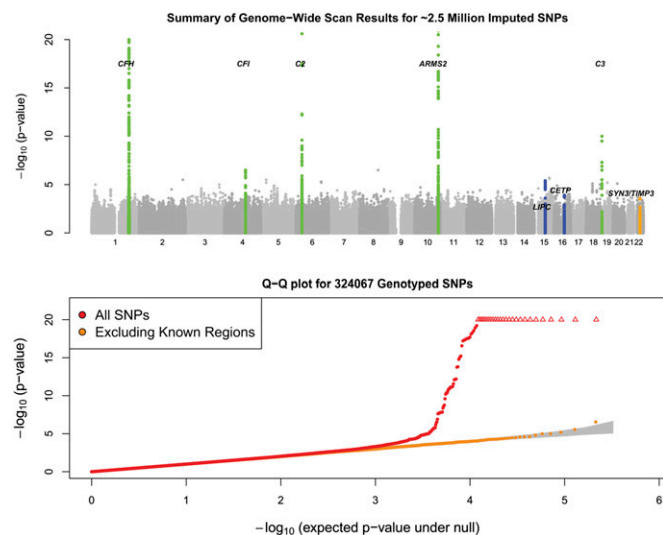 Summary of Genome−Wide Scan Results for ~2.5 Million Imputed SNPs
20
15
10
5
0
−log10 (p−value)
CFH
CFI
C2
ARMS2
C3
LIPC
CETP
SYN3/TIMP3
1 2 3 4 5 6 7 8 9 10 11 12 13 14 15 16 17 18 19 20 21 22
Q−Q plot for 324067 Genotyped SNPs
All SNPs
Excluding Known Regions
20
15
10
5
0
−log10 (p−value)
0 1 2 3 4 5 6
−log10 (expected p−value under null)